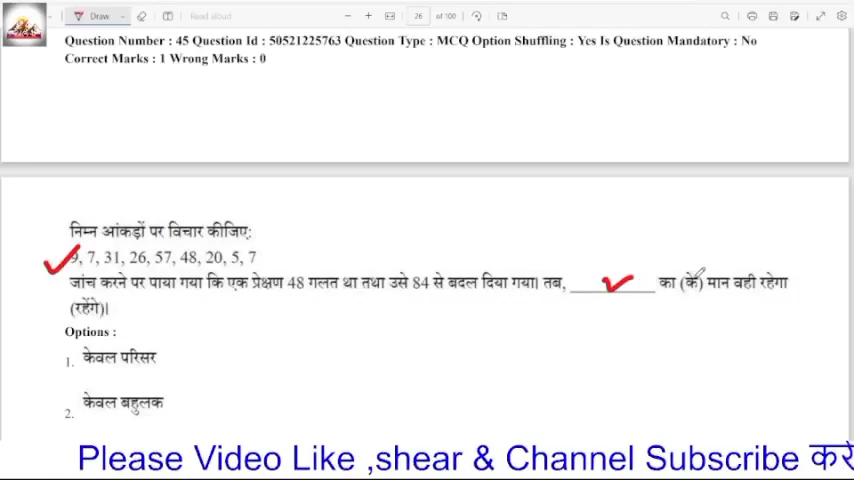 Draw
Read aloud
26 of 100
Question Number : 45 Question Id : 50521225763 Question Type : MCQ Option Shuffling : Yes Is Question Mandatory : No
Correct Marks : 1 Wrong Marks : 0
निम्न आंकड़ों पर विचार कीजिए:
9, 7, 31, 26, 57, 48, 20, 5, 7
जांच करने पर पाया गया कि एक प्रेक्षण 48 गलत था तथा उसे 84 से बदल दिया गया। तब, ____________ का (के) मान वही रहेगा
(रहेंगे)।
Options :
1. केवल परिसर
2. केवल बहुलक
Please Video Like ,shear & Channel Subscribe करे